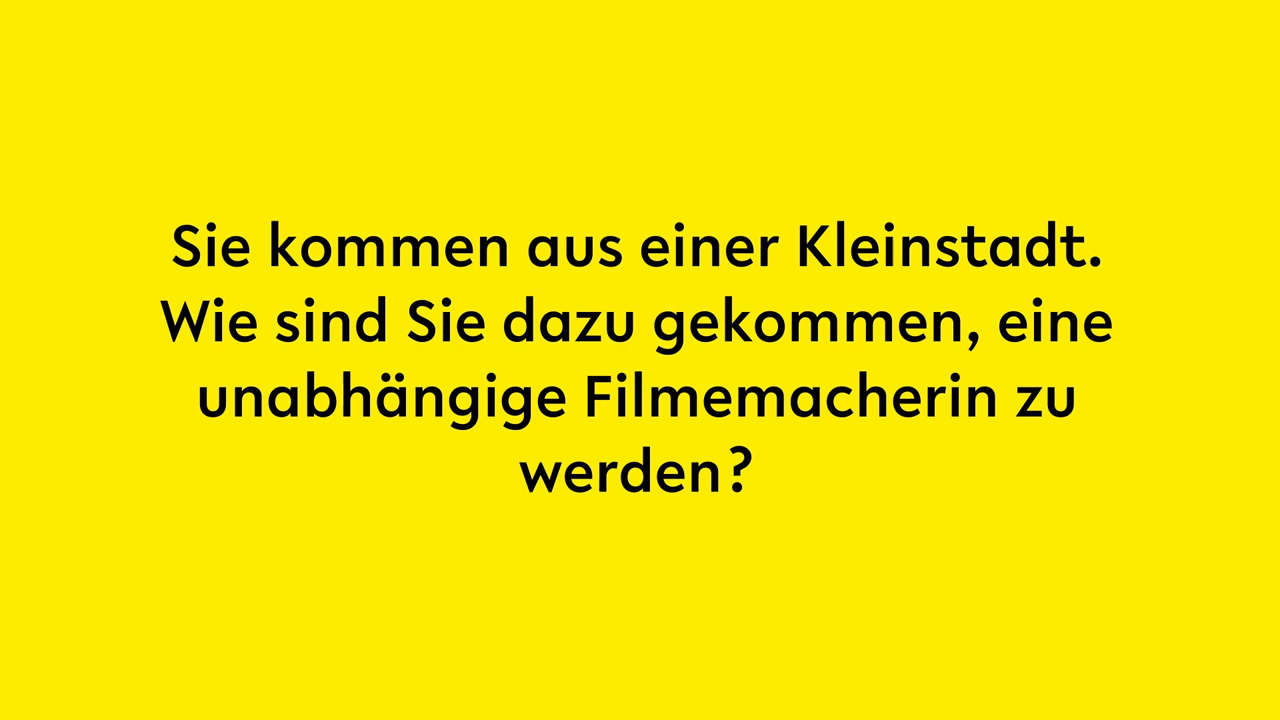 Sie kommen aus einer Kleinstadt.
Wie sind Sie dazu gekommen, eine
unabhängige Filmemacherin zu
werden?